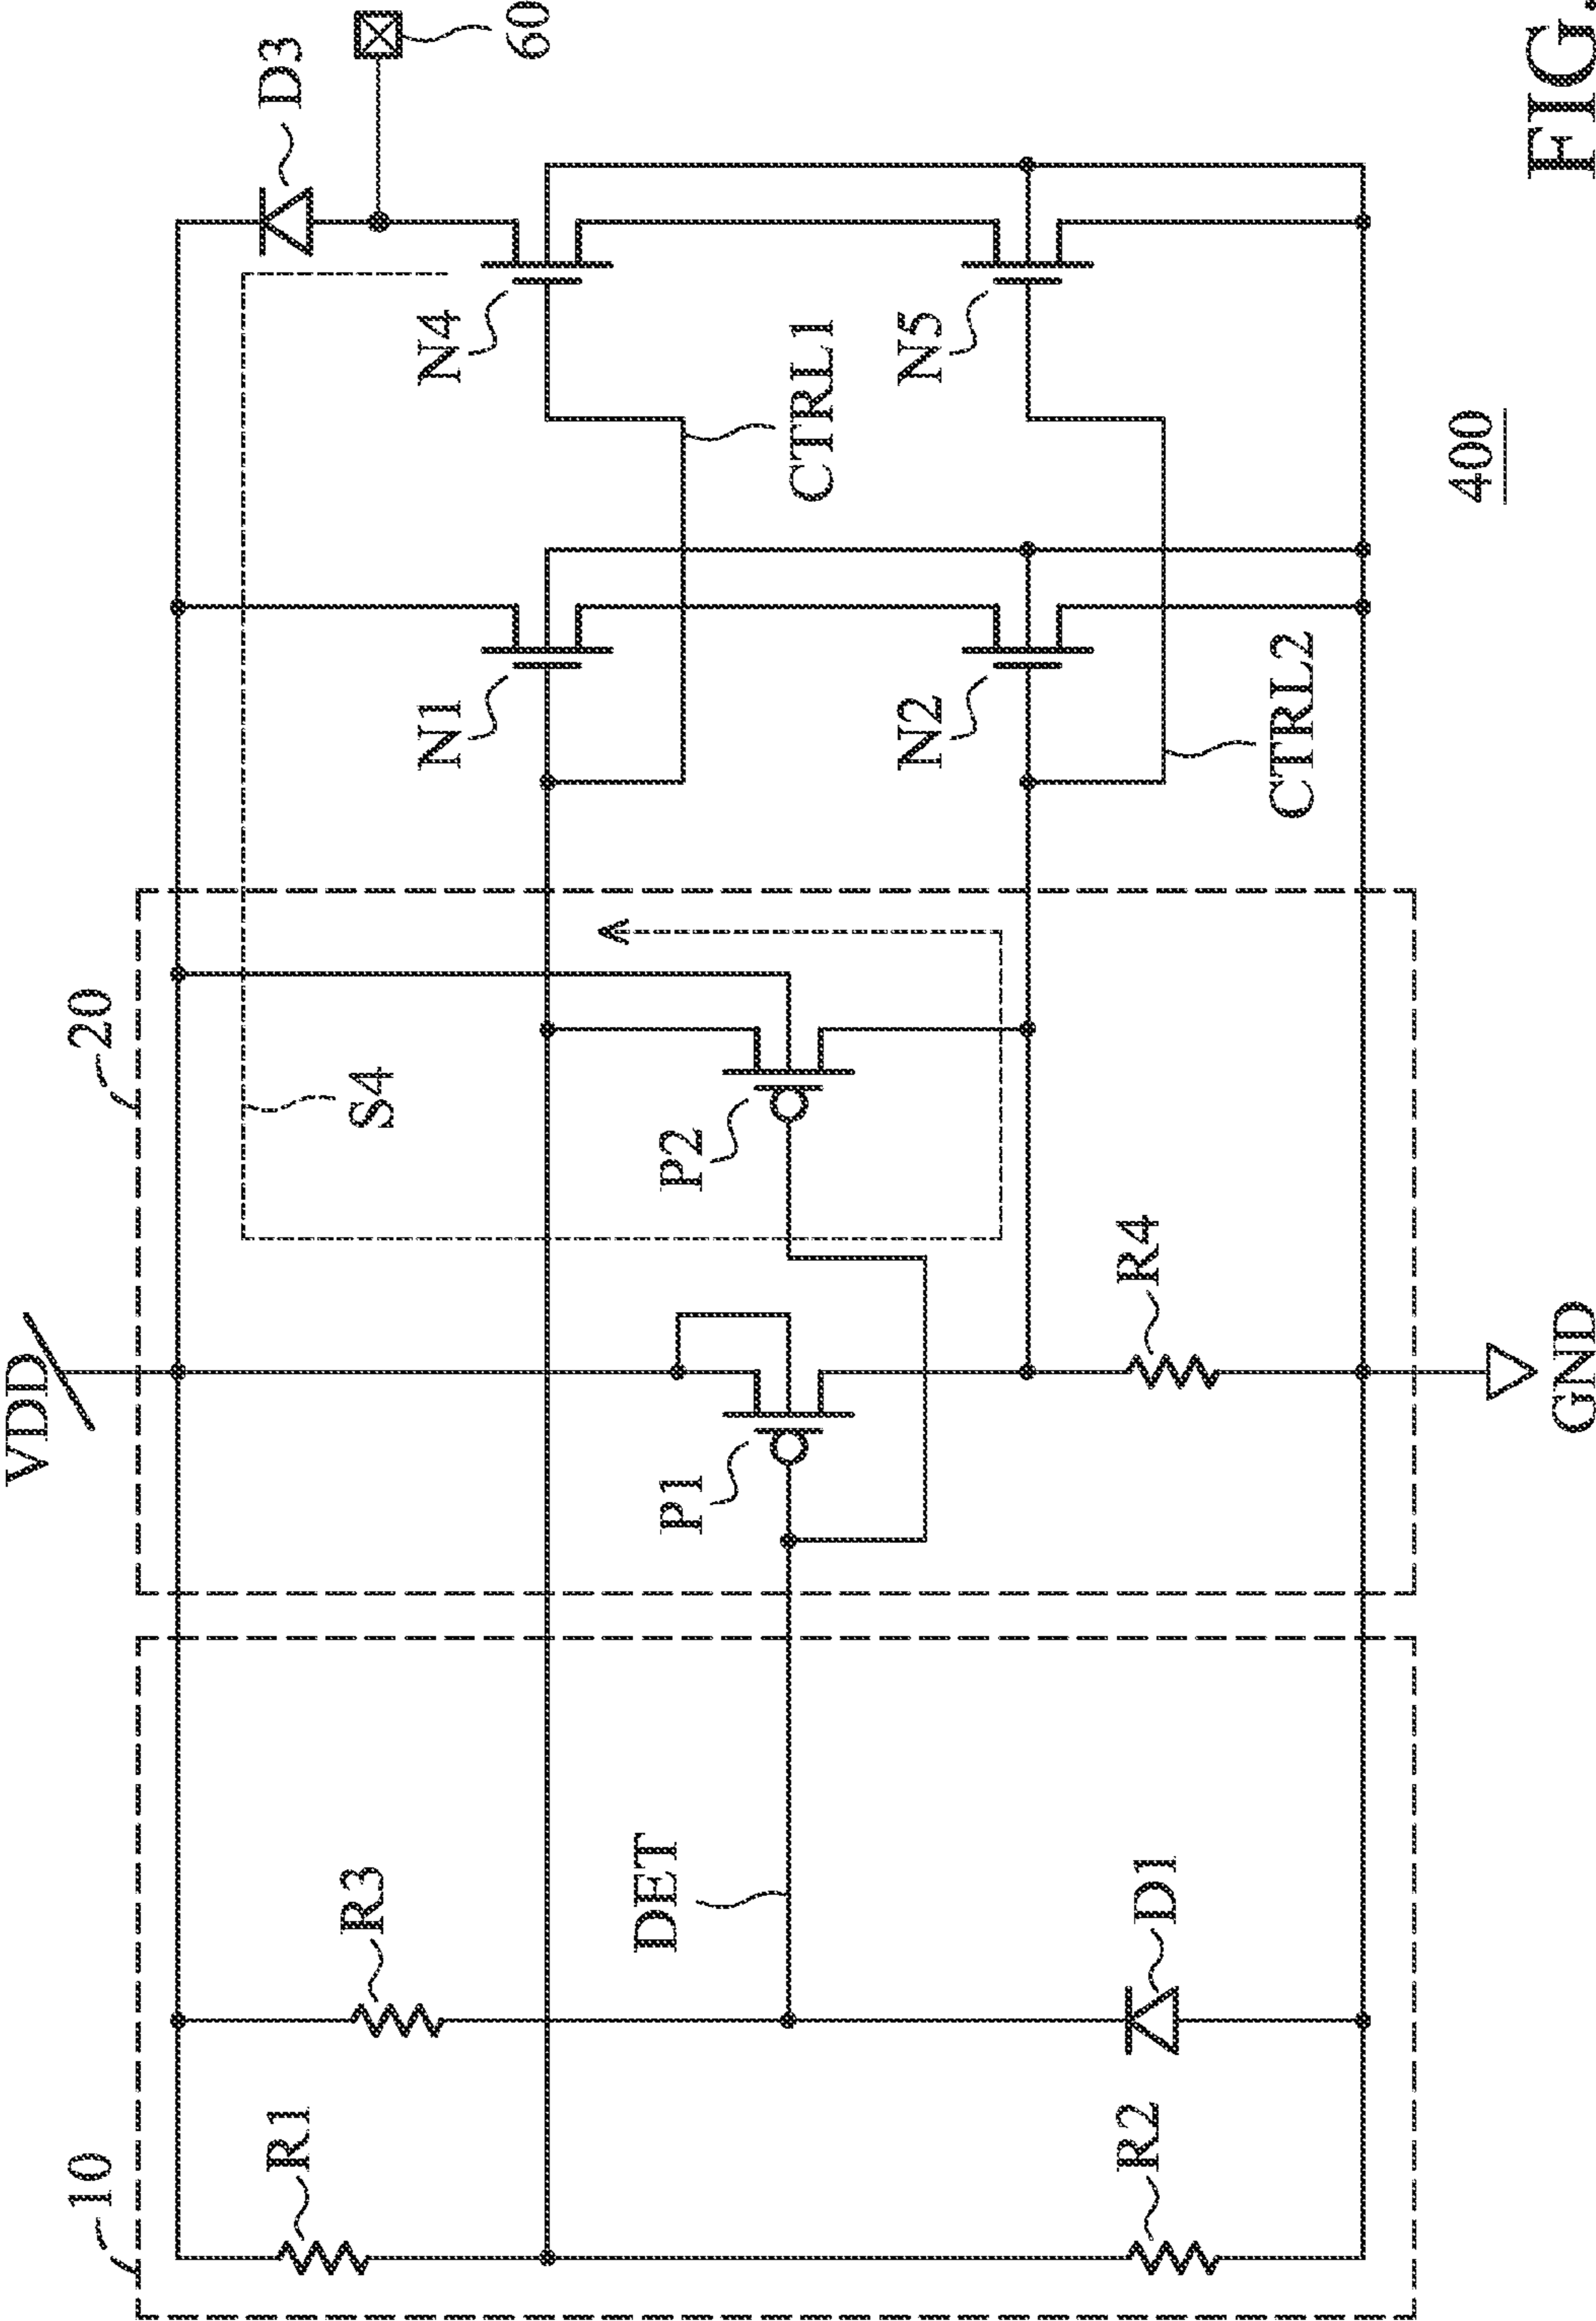 VDD
10
20
D3
60
R1
R3
S4
N1
N4
DET
P1
P2
CTRL1
N2
N5
R2
D1
R4
CTRL2
GND
400
FIG.